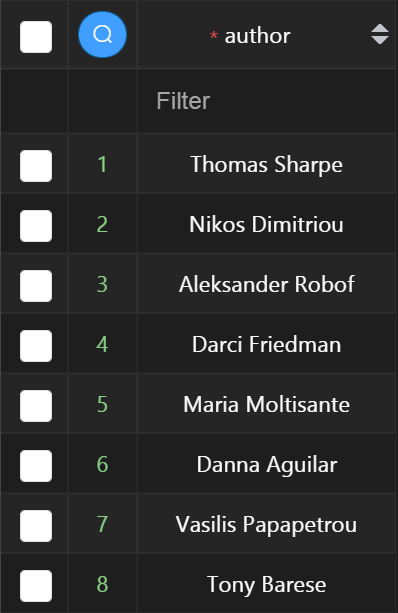 * author
Filter
1 Thomas Sharpe
2 Nikos Dimitriou
3 Aleksander Robof
4 Darci Friedman
5 Maria Moltisante
6 Danna Aguilar
7 Vasilis Papapetrou
8 Tony Barese